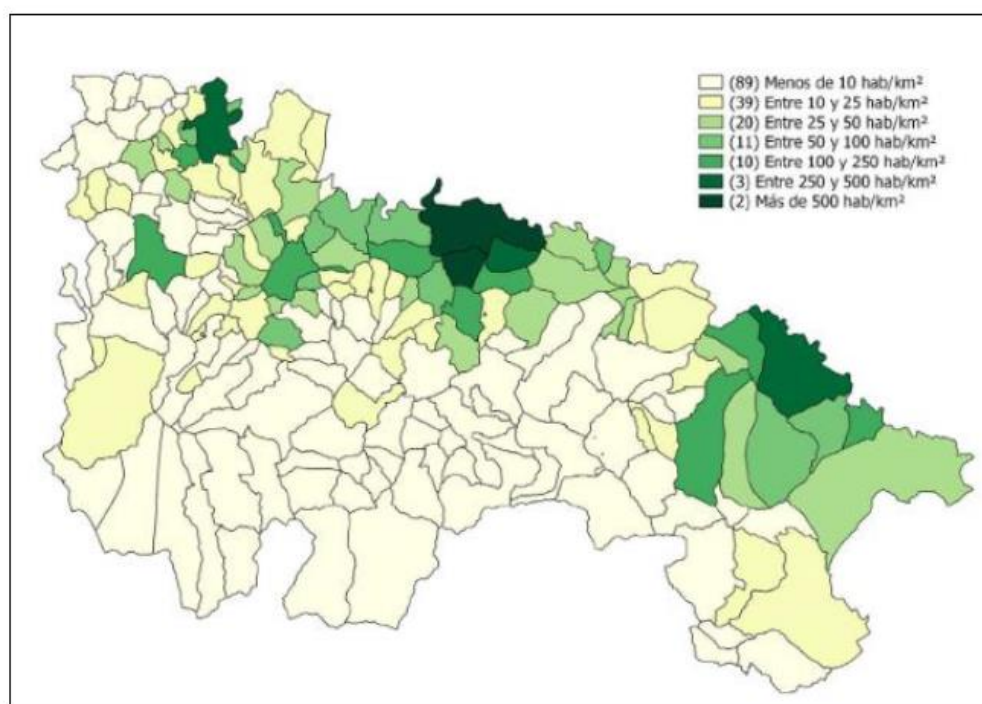 (89) Menos de 10 hab/km²
(39) Entre 10 y 25 hab/km²
(20) Entre 25 y 50 hab/km²
(11) Entre 50 y 100 hab/km²
(10) Entre 100 y 250 hab/km²
(3) Entre 250 y 500 hab/km²
(2) Más de 500 hab/km²